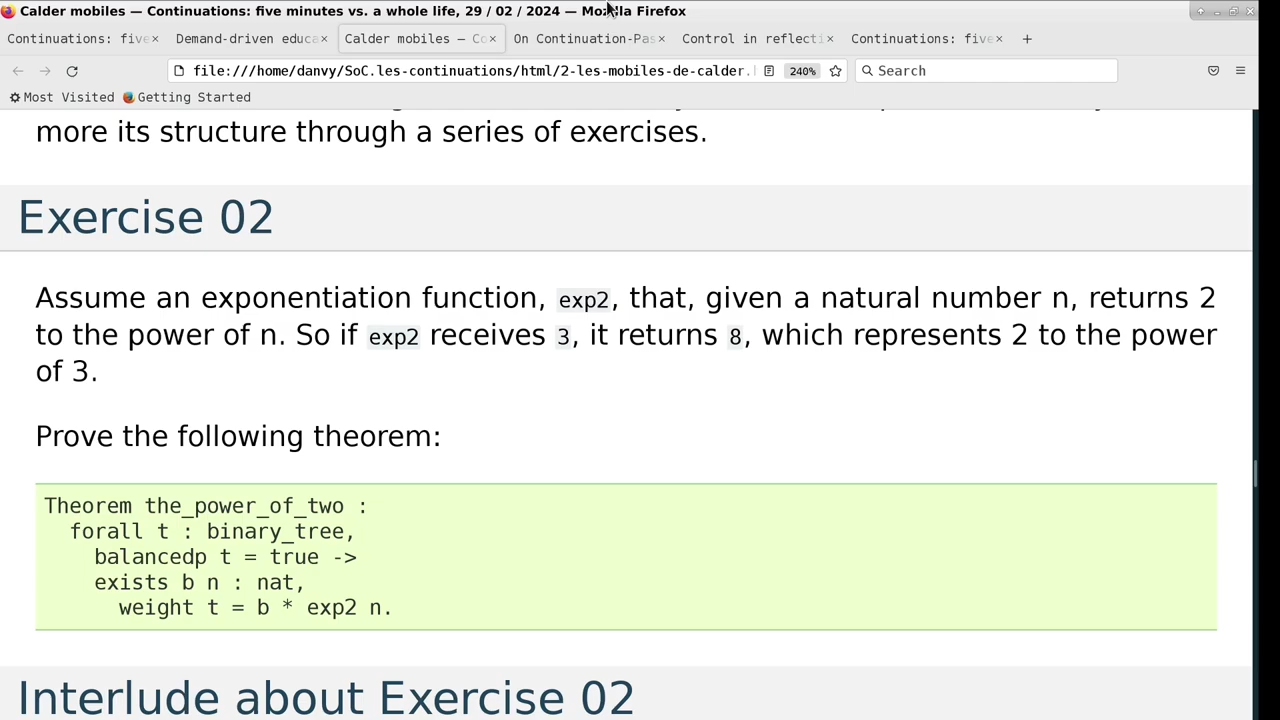 Calder mobiles — Continuations: five minutes vs. a whole life, 29 / 02 / 2024 — Mozilla Firefox
Continuations: five× Demand-driven educa× Calder mobiles — Co× On Continuation-Pas× Control in reflecti× Continuations: five× +
file:///home/danvy/SoC.les-continuations/html/2-les-mobiles-de-calder. 240% Search
Most Visited Getting Started
more its structure through a series of exercises.
Exercise 02
Assume an exponentiation function, exp2, that, given a natural number n, returns 2
to the power of n. So if exp2 receives 3, it returns 8, which represents 2 to the power
of 3.
Prove the following theorem:
Theorem the_power_of_two :
forall t : binary_tree,
balancedp t = true ->
exists b n : nat,
weight t = b * exp2 n.
Interlude about Exercise 02